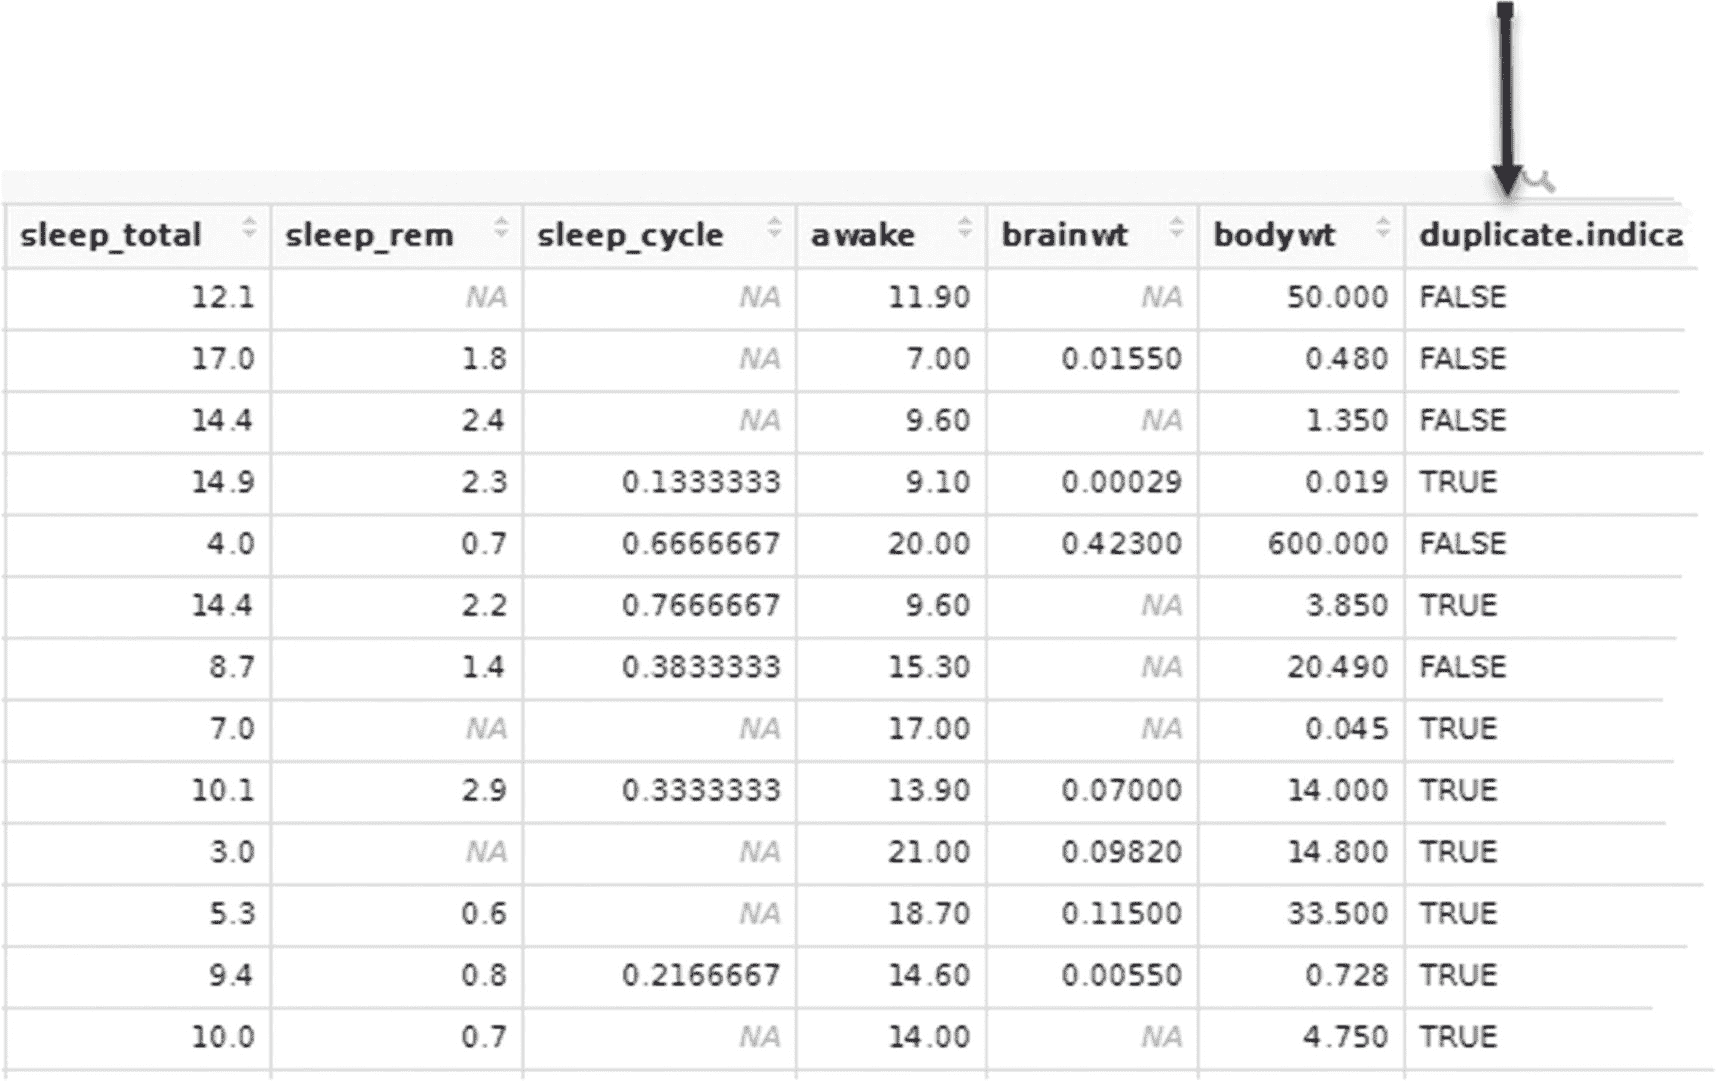 sleep_total sleep_rem sleep_cycle awake brainwt bodywt duplicate.indica
12.1 NA NA 11.90 NA 50.000 FALSE
17.0 1.8 NA 7.00 0.01550 0.480 FALSE
14.4 2.4 NA 9.60 NA 1.350 FALSE
14.9 2.3 0.1333333 9.10 0.00029 0.019 TRUE
4.0 0.7 0.6666667 20.00 0.42300 600.000 FALSE
14.4 2.2 0.7666667 9.60 NA 3.850 TRUE
8.7 1.4 0.3833333 15.30 NA 20.490 FALSE
7.0 NA NA 17.00 NA 0.045 TRUE
10.1 2.9 0.3333333 13.90 0.07000 14.000 TRUE
3.0 NA NA 21.00 0.09820 14.800 TRUE
5.3 0.6 NA 18.70 0.11500 33.500 TRUE
9.4 0.8 0.2166667 14.60 0.00550 0.728 TRUE
10.0 0.7 NA 14.00 NA 4.750 TRUE